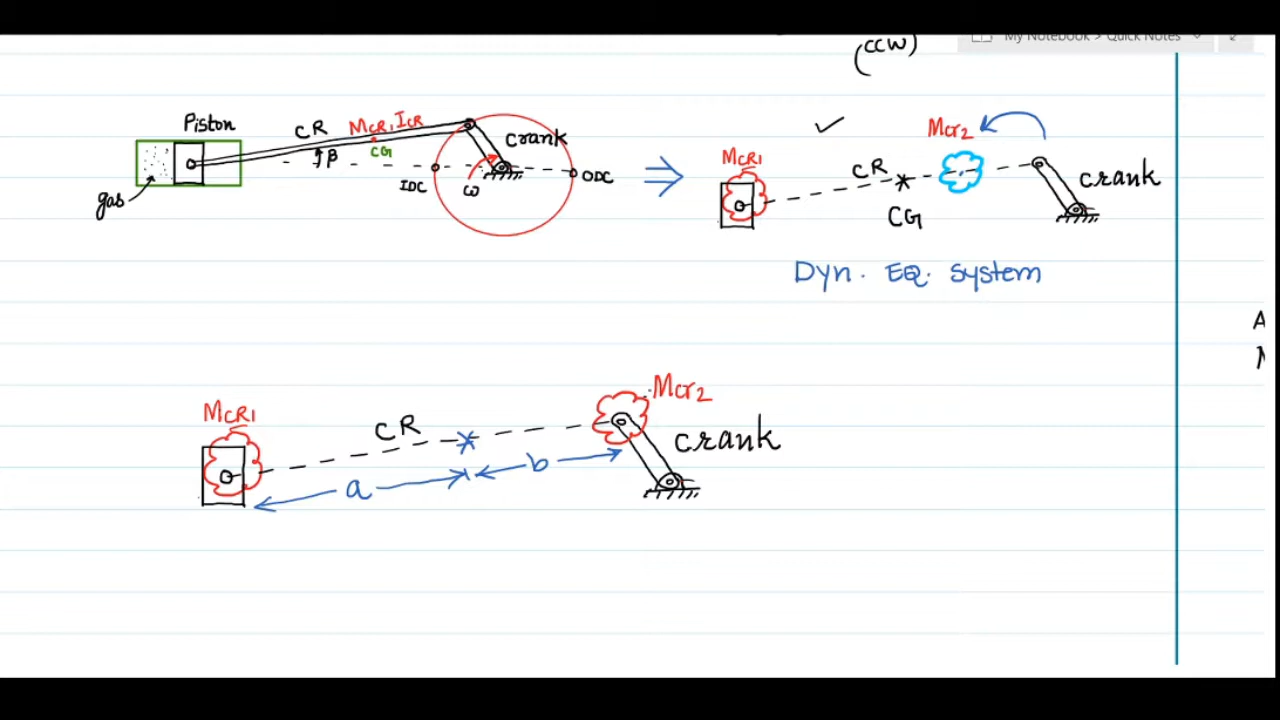 My Notebook > Quick Notes
(CCW)
Piston
CR
MCR, ICR
crank
CG
β
IDC
ω
ODC
gas
MCR1
CR
CG
Mcr2
crank
Dyn. EQ. System
MCR1
CR
Mcr2
crank
a
b